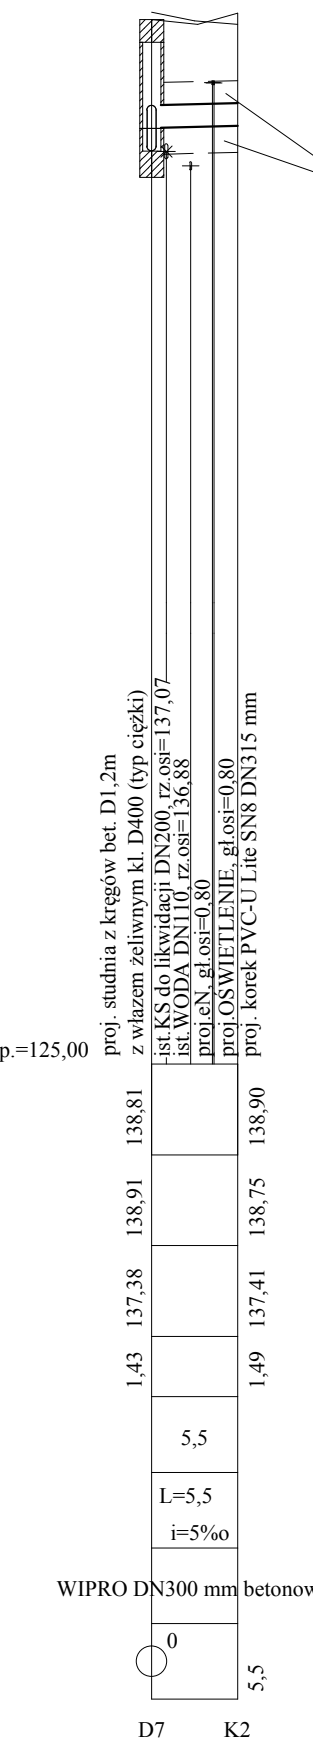 proj. studnia z kręgów bet. D1,2m
z włazem żeliwnym kl. D400 (typ ciężki)
ist.KS do likwidacji DN200, rz.osi=137,07
ist.WODA DN110, rz.osi=136,88
proj.eN, gł.osi=0,80
proj.OŚWIETLENIE, gł.osi=0,80
proj. korek PVC-U Lite SN8 DN315 mm
p.=125,00
138,81 138,90
138,91 138,75
137,38 137,41
1,43 1,49
5,5
L=5,5
i=5%o
WIPRO DN300 mm betonow
0
5,5
D7 K2